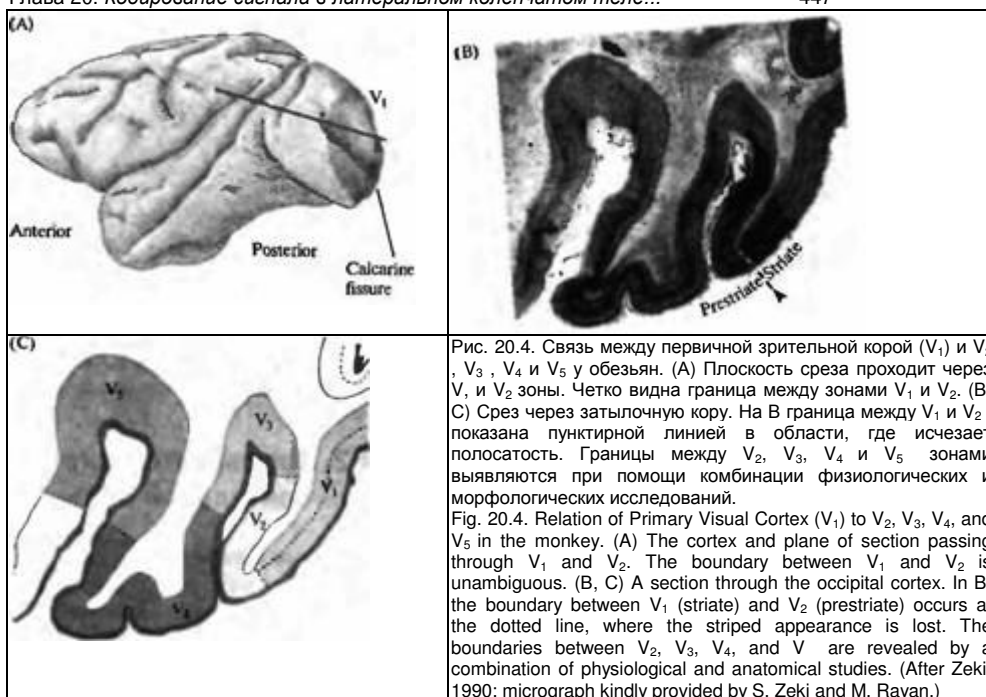 Глава 20. Кодирование сигнала в латеральном коленчатом теле... 447
(A)
V₁
Anterior
Posterior
Calcarine
fissure
(B)
Prestriate Striate
(C)
V₅
V₃
V₂
V₁
V₄
Рис. 20.4. Связь между первичной зрительной корой (V₁) и V₂
, V₃ , V₄ и V₅ у обезьян. (A) Плоскость среза проходит через
V, и V₂ зоны. Четко видна граница между зонами V₁ и V₂. (B,
C) Срез через затылочную кору. На B граница между V₁ и V₂
показана пунктирной линией в области, где исчезает
полосатость. Границы между V₂, V₃, V₄ и V₅ зонами
выявляются при помощи комбинации физиологических и
морфологических исследований.
Fig. 20.4. Relation of Primary Visual Cortex (V₁) to V₂, V₃, V₄, and
V₅ in the monkey. (A) The cortex and plane of section passing
through V₁ and V₂. The boundary between V₁ and V₂ is
unambiguous. (B, C) A section through the occipital cortex. In B,
the boundary between V₁ (striate) and V₂ (prestriate) occurs at
the dotted line, where the striped appearance is lost. The
boundaries between V₂, V₃, V₄, and V are revealed by a
combination of physiological and anatomical studies. (After Zeki,
1990; micrograph kindly provided by S. Zeki and M. Rayan.)